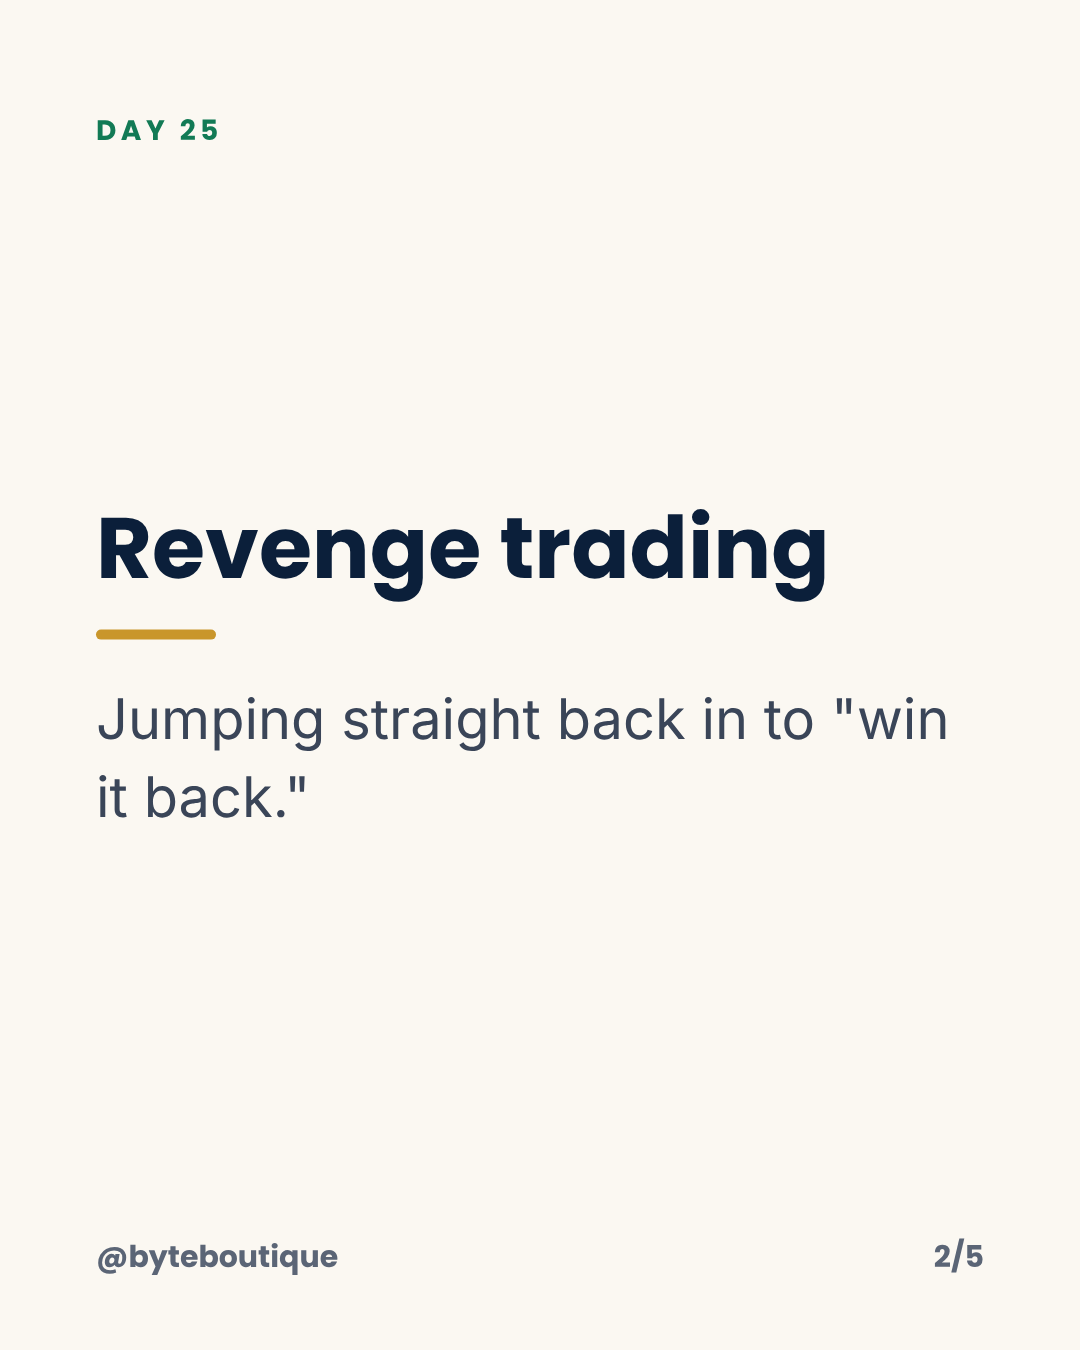 DAY 25
Revenge trading
Jumping straight back in to "win
it back."
@byteboutique
2/5